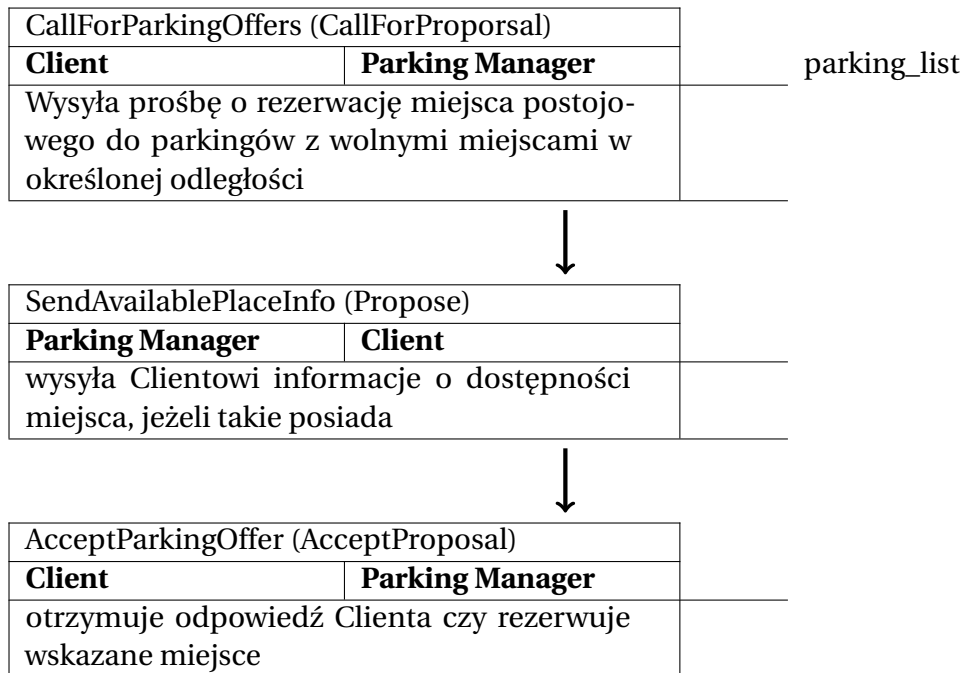 CallForParkingOffers (CallForProporsal)
Client Parking Manager parking_list
Wysyła prośbę o rezerwację miejsca postojo-
wego do parkingów z wolnymi miejscami w
określonej odległości
SendAvailablePlaceInfo (Propose)
Parking Manager Client
wysyła Clientowi informacje o dostępności
miejsca, jeżeli takie posiada
AcceptParkingOffer (AcceptProposal)
Client Parking Manager
otrzymuje odpowiedź Clienta czy rezerwuje
wskazane miejsce